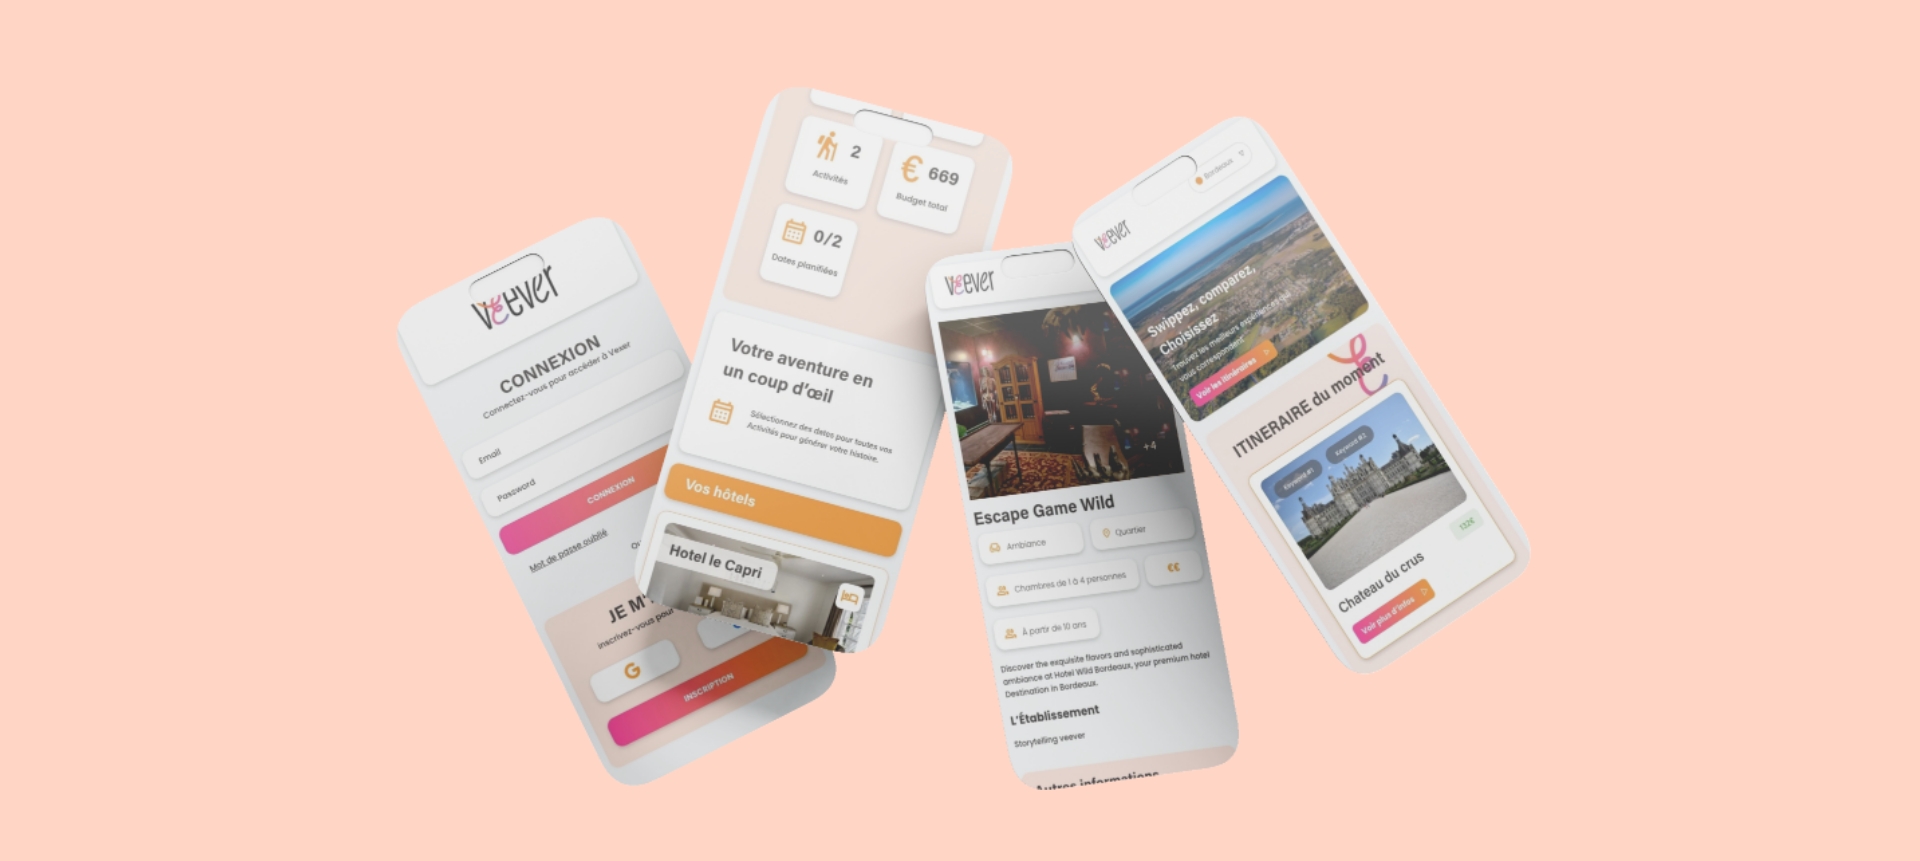 veever
CONNEXION
Connectez-vous pour accéder à Vexer
Email
Password
CONNEXION
Mot de passe oublié
JE M'
Inscrivez-vous pour
G
INSCRIPTION
2
Activités
€ 669
Budget total
0/2
Dates planifiées
Votre aventure en
un coup d'œil
Sélectionnez des dates pour toutes vos
Activités pour générer votre histoire.
Vos hôtels
Hotel le Capri
veever
+4
Escape Game Wild
Ambiance
Quartier
Chambres de 1 à 4 personnes
€€
À partir de 10 ans
Discover the exquisite flavors and sophisticated
ambiance at Hotel Wild Bordeaux, your premium hotel
Destination in Bordeaux.
L'Établissement
Storytelling veever
Autres informations
veever
Bordeaux
Swippez, comparez,
Choisissez
Trouvez les meilleurs expériences qui
vous correspondent
Voir les itinéraires
ITINERAIRE du moment
Keyword #1
Keyword #2
132€
Chateau du crus
Voir plus d'infos